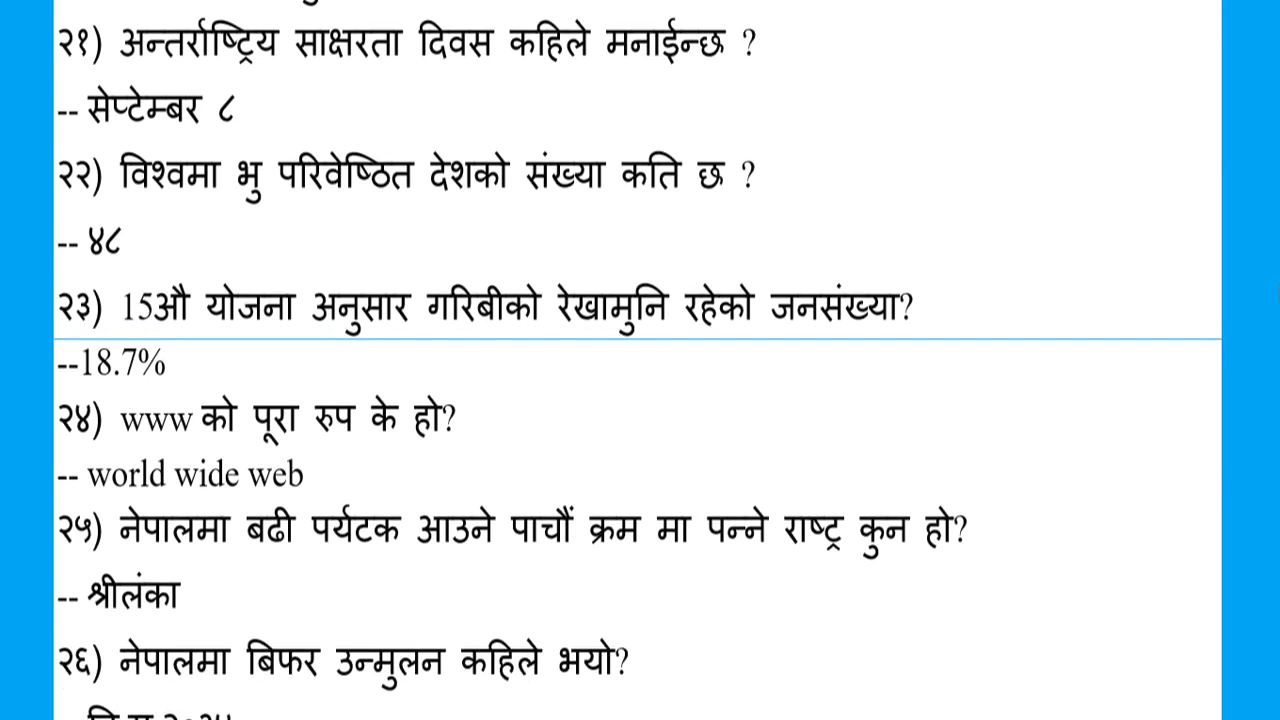 २१) अन्तर्राष्ट्रिय साक्षरता दिवस कहिले मनाईन्छ ?
-- सेप्टेम्बर ८
२२) विश्वमा भु परिवेष्ठित देशको संख्या कति छ ?
-- ४८
२३) 15औ योजना अनुसार गरिबीको रेखामुनि रहेको जनसंख्या?
--18.7%
२४) www को पूरा रुप के हो?
-- world wide web
२५) नेपालमा बढी पर्यटक आउने पाचौं क्रम मा पन्ने राष्ट्र कुन हो?
-- श्रीलंका
२६) नेपालमा बिफर उन्मुलन कहिले भयो?